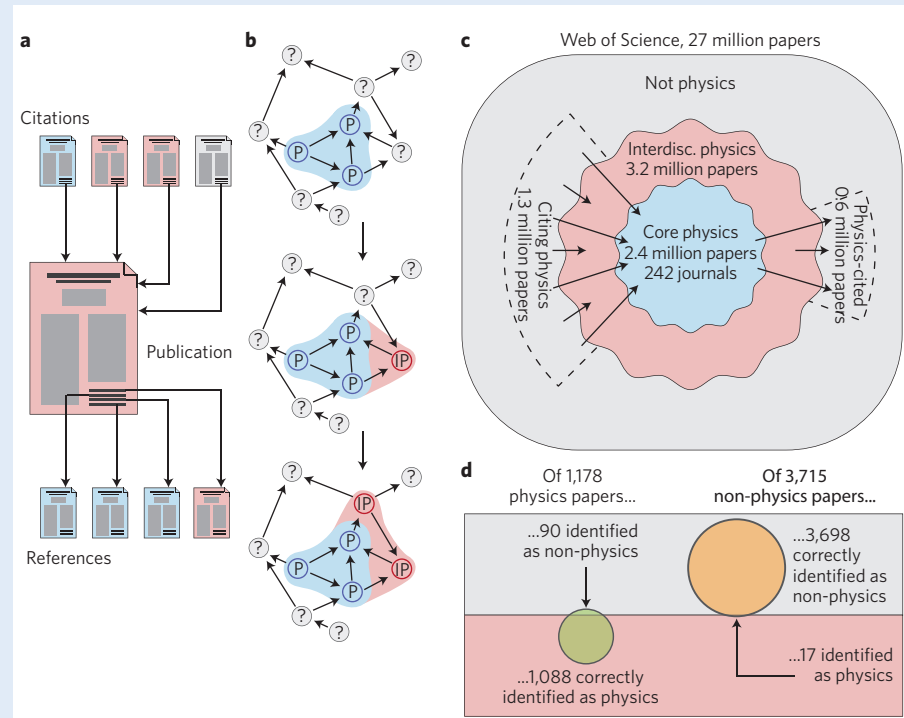 a
Citations
Publication
References
b
?
?
?
?
P
P
?
P
?
?
?
?
?
?
P
P
IP
P
?
?
?
?
IP
?
P
P
IP
P
?
?
c
Web of Science, 27 million papers
Not physics
Interdisc. physics
3.2 million papers
Core physics
2.4 million papers
242 journals
Citing physics
1.3 million papers
Physics-cited
0.6 million papers
d
Of 1,178
physics papers...
Of 3,715
non-physics papers...
...90 identified
as non-physics
...3,698
correctly
identified as
non-physics
...1,088 correctly
identified as physics
...17 identified
as physics